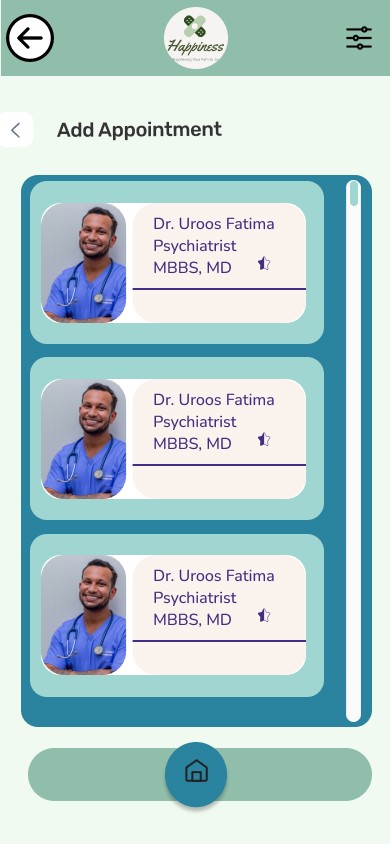 Happiness
Add Appointment
Dr. Uroos Fatima
Psychiatrist
MBBS, MD
Dr. Uroos Fatima
Psychiatrist
MBBS, MD
Dr. Uroos Fatima
Psychiatrist
MBBS, MD